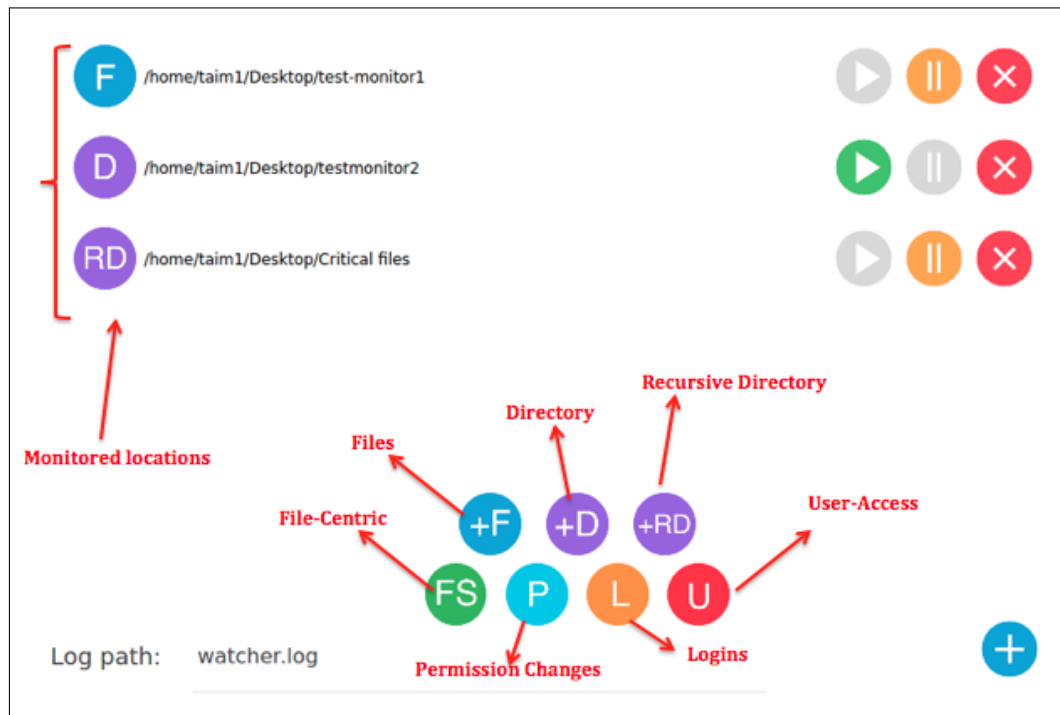 F /home/taim1/Desktop/test-monitor1
D /home/taim1/Desktop/testmonitor2
RD /home/taim1/Desktop/Critical files
Recursive Directory
Directory
Files
Monitored locations
User-Access
File-Centric
+F +D +RD
FS P L U
Log path: watcher.log
Logins
Permission Changes